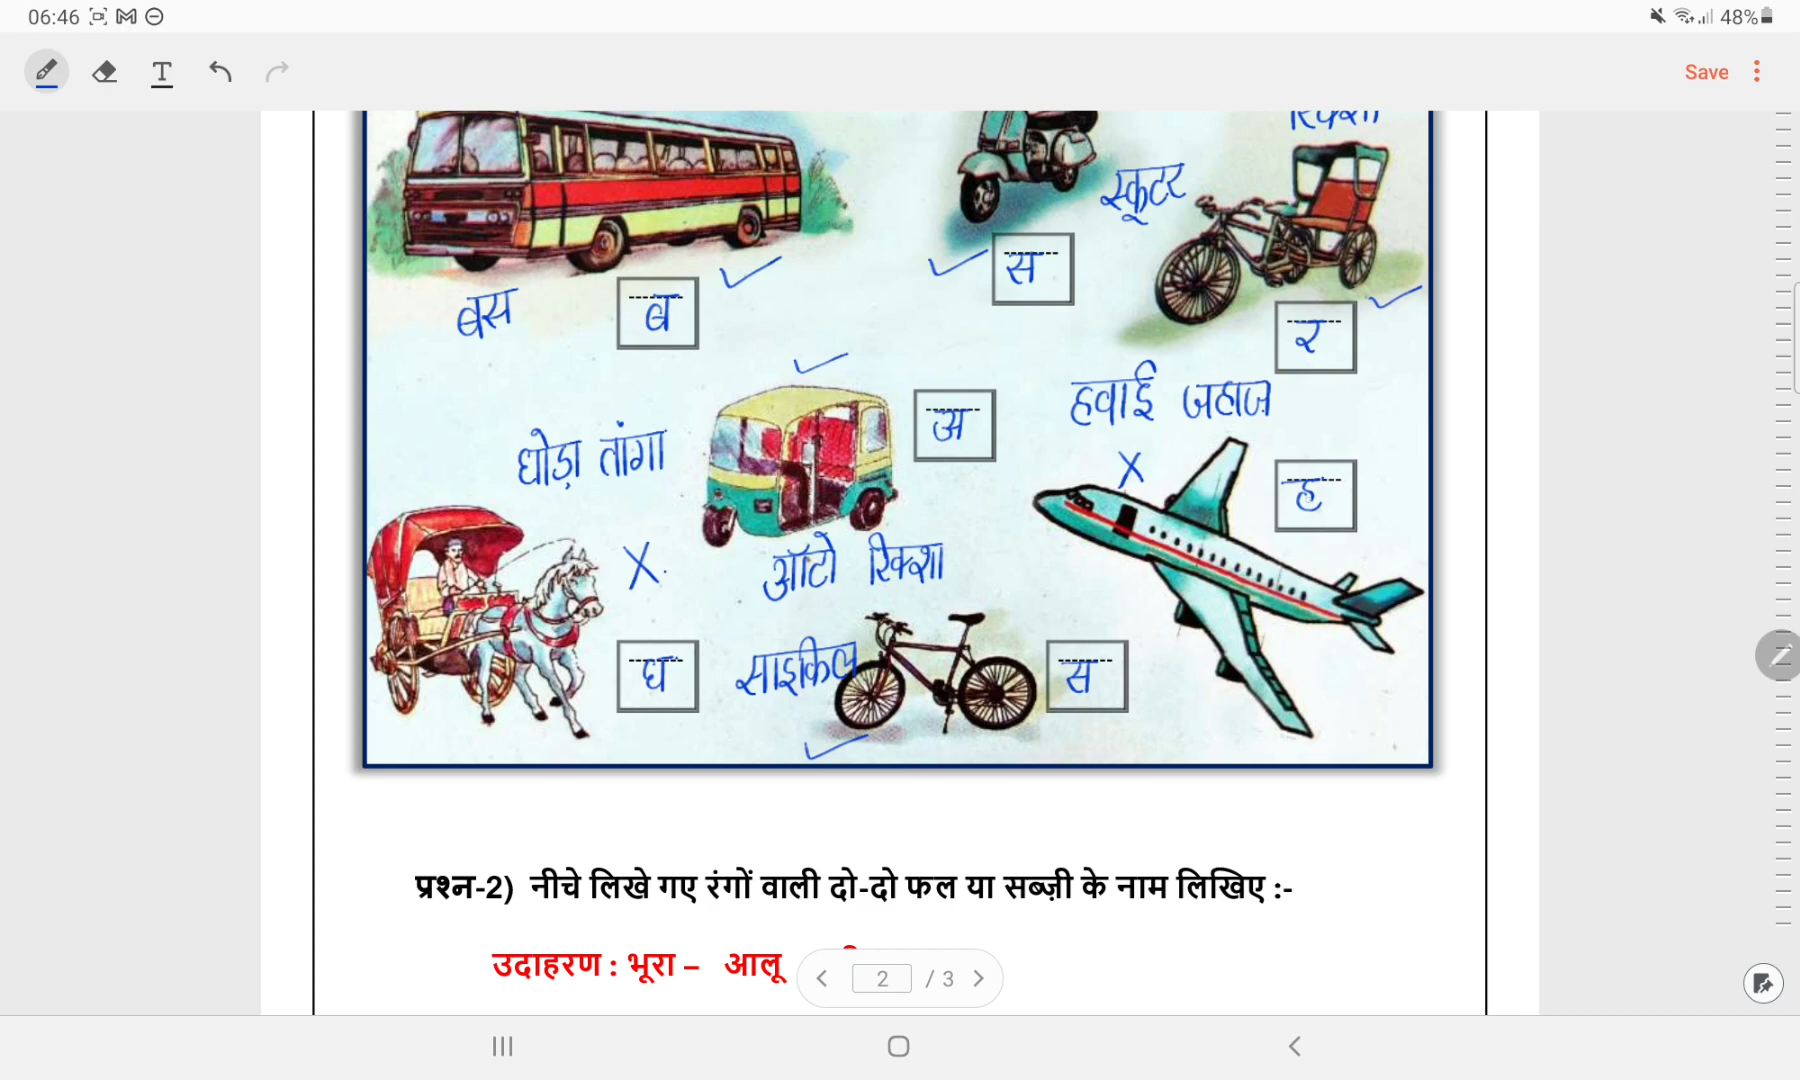 06:46
48%
Save
रिक्शा
स्कूटर
स
बस
ब
र
हवाई जहाज़
अ
घोड़ा तांगा
X
ह
X
ऑटो रिक्शा
घ
साइकिल
स
प्रश्न-2) नीचे लिखे गए रंगों वाली दो-दो फल या सब्ज़ी के नाम लिखिए :-
उदाहरण : भूरा – आलू
2 / 3